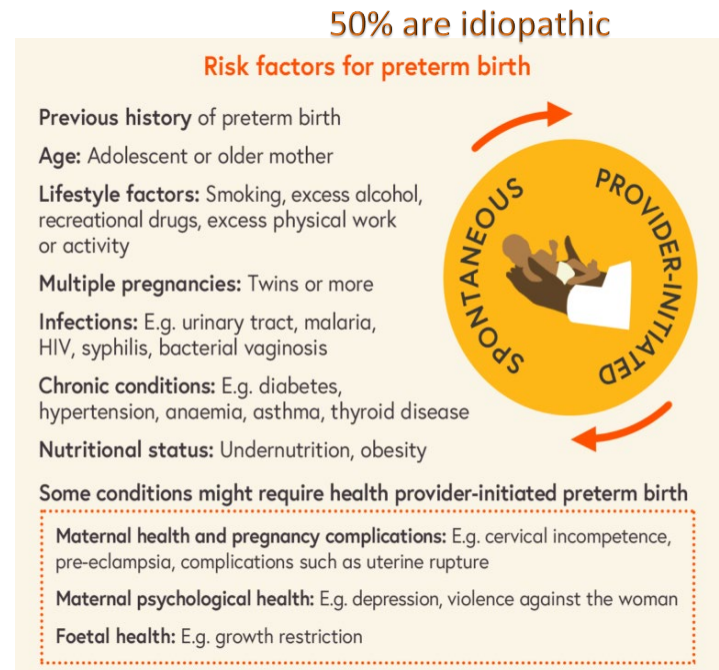 50% are idiopathic
Risk factors for preterm birth
Previous history of preterm birth
Age: Adolescent or older mother
Lifestyle factors: Smoking, excess alcohol,
recreational drugs, excess physical work
or activity
Multiple pregnancies: Twins or more
Infections: E.g. urinary tract, malaria,
HIV, syphilis, bacterial vaginosis
Chronic conditions: E.g. diabetes,
hypertension, anaemia, asthma, thyroid disease
Nutritional status: Undernutrition, obesity
SPONTANEOUS
PROVIDER-INITIATED
Some conditions might require health provider-initiated preterm birth
Maternal health and pregnancy complications: E.g. cervical incompetence,
pre-eclampsia, complications such as uterine rupture
Maternal psychological health: E.g. depression, violence against the woman
Foetal health: E.g. growth restriction